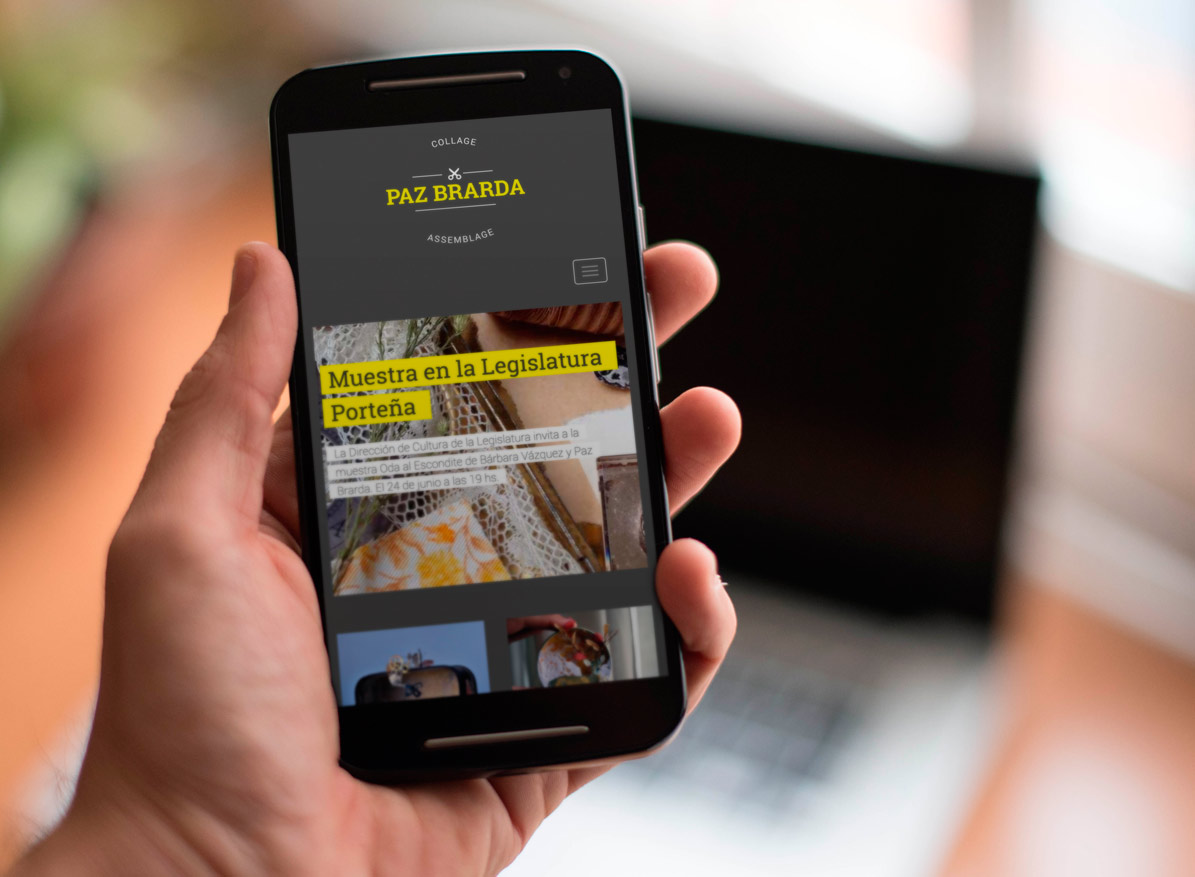 COLLAGE
PAZ BRARDA
ASSEMBLAGE
Muestra en la Legislatura
Porteña
La Dirección de Cultura de la Legislatura invita a la
muestra Oda al Escondite de Bárbara Vázquez y Paz
Brarda. El 24 de junio a las 19 hs.